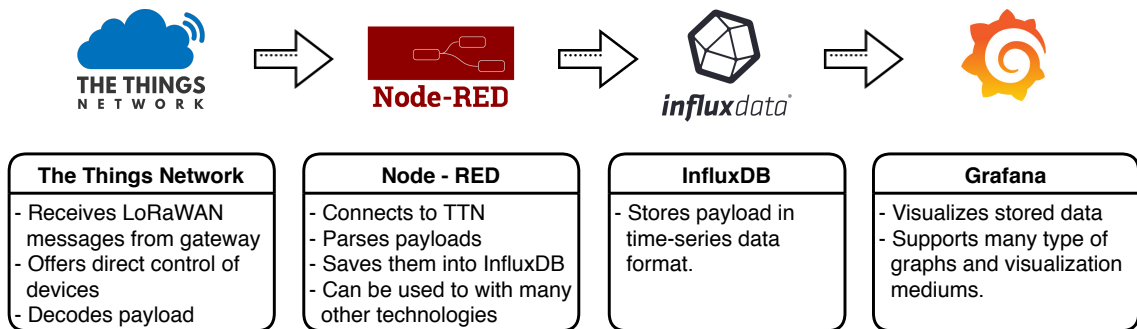 THE THINGS
NETWORK
Node-RED
influxdata®
The Things Network
- Receives LoRaWAN
messages from gateway
- Offers direct control of
devices
- Decodes payload
Node - RED
- Connects to TTN
- Parses payloads
- Saves them into InfluxDB
- Can be used to with many
other technologies
InfluxDB
- Stores payload in
time-series data
format.
Grafana
- Visualizes stored data
- Supports many type of
graphs and visualization
mediums.